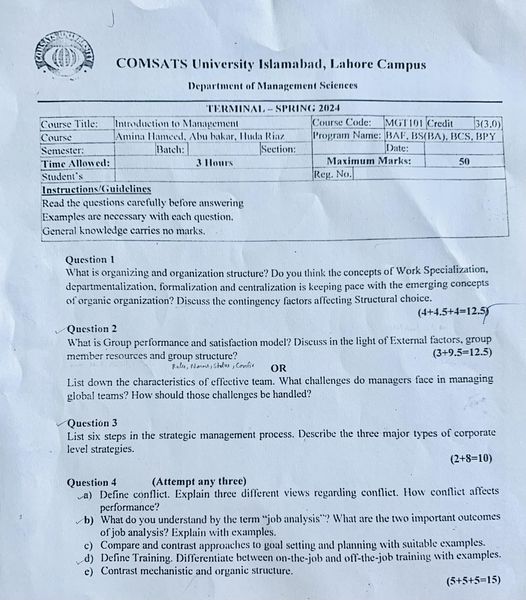 COMSATS University Islamabad, Lahore Campus
Department of Management Sciences
TERMINAL – SPRING 2024
Course Title: Introduction to Management Course Code: MGT101 Credit 3(3,0)
Course Amina Hameed, Abu bakar, Huda Riaz Program Name: BAF, BS(BA), BCS, BPY
Semester: Batch: Section: Date:
Time Allowed: 3 Hours Maximum Marks: 50
Student's Reg. No.
Instructions/Guidelines
Read the questions carefully before answering
Examples are necessary with each question.
General knowledge carries no marks.
Question 1
What is organizing and organization structure? Do you think the concepts of Work Specialization,
departmentalization, formalization and centralization is keeping pace with the emerging concepts
of organic organization? Discuss the contingency factors affecting Structural choice.
(4+4.5+4=12.5)
Question 2
What is Group performance and satisfaction model? Discuss in the light of External factors, group
member resources and group structure? (3+9.5=12.5)
Roles, Norms, Status,
OR
List down the characteristics of effective team. What challenges do managers face in managing
global teams? How should those challenges be handled?
Question 3
List six steps in the strategic management process. Describe the three major types of corporate
level strategies.
(2+8=10)
Question 4 (Attempt any three)
a) Define conflict. Explain three different views regarding conflict. How conflict affects
performance?
b) What do you understand by the term "job analysis"? What are the two important outcomes
of job analysis? Explain with examples.
c) Compare and contrast approaches to goal setting and planning with suitable examples.
d) Define Training. Differentiate between on-the-job and off-the-job training with examples.
e) Contrast mechanistic and organic structure.
(5+5+5=15)